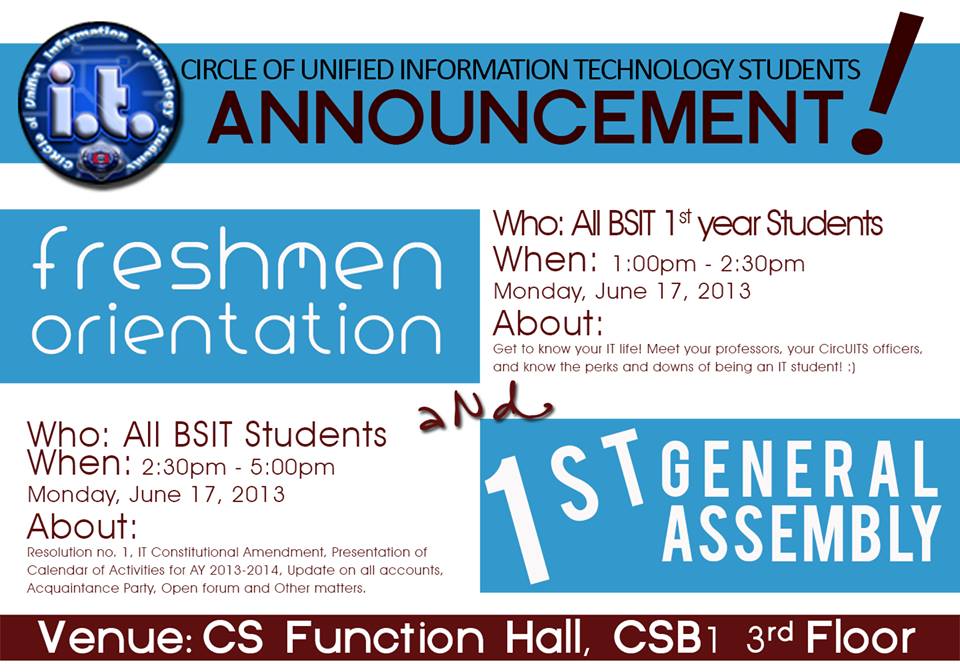 Circle of Unified Information Technology Students
i.t.
CIRCLE OF UNIFIED INFORMATION TECHNOLOGY STUDENTS
ANNOUNCEMENT!
freshmen
orientation
Who: All BSIT 1st year Students
When: 1:00pm - 2:30pm
Monday, June 17, 2013
About:
Get to know your IT life! Meet your professors, your CircUITS officers,
and know the perks and downs of being an IT student! :)
aNd
Who: All BSIT Students
When: 2:30pm - 5:00pm
Monday, June 17, 2013
About:
Resolution no. 1, IT Constitutional Amendment, Presentation of
Calendar of Activities for AY 2013-2014, Update on all accounts,
Acquaintance Party, Open forum and Other matters.
1ST GENERAL
ASSEMBLY
Venue: CS Function Hall, CSB1 3rd Floor